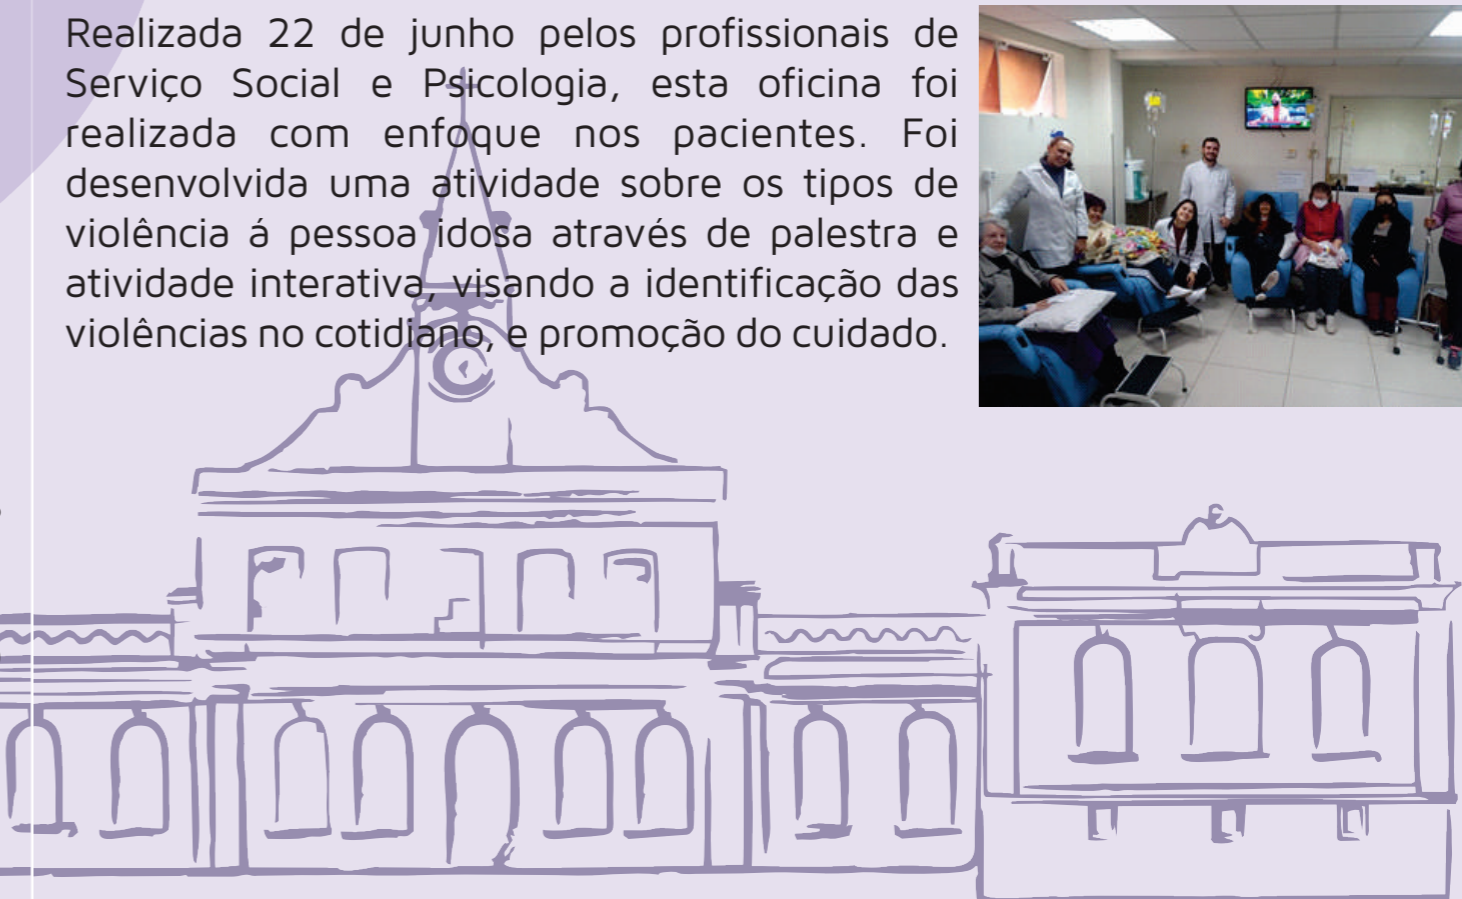 Realizada 22 de junho pelos profissionais de
Serviço Social e Psicologia, esta oficina foi
realizada com enfoque nos pacientes. Foi
desenvolvida uma atividade sobre os tipos de
violência á pessoa idosa através de palestra e
atividade interativa, visando a identificação das
violências no cotidiano, e promoção do cuidado.